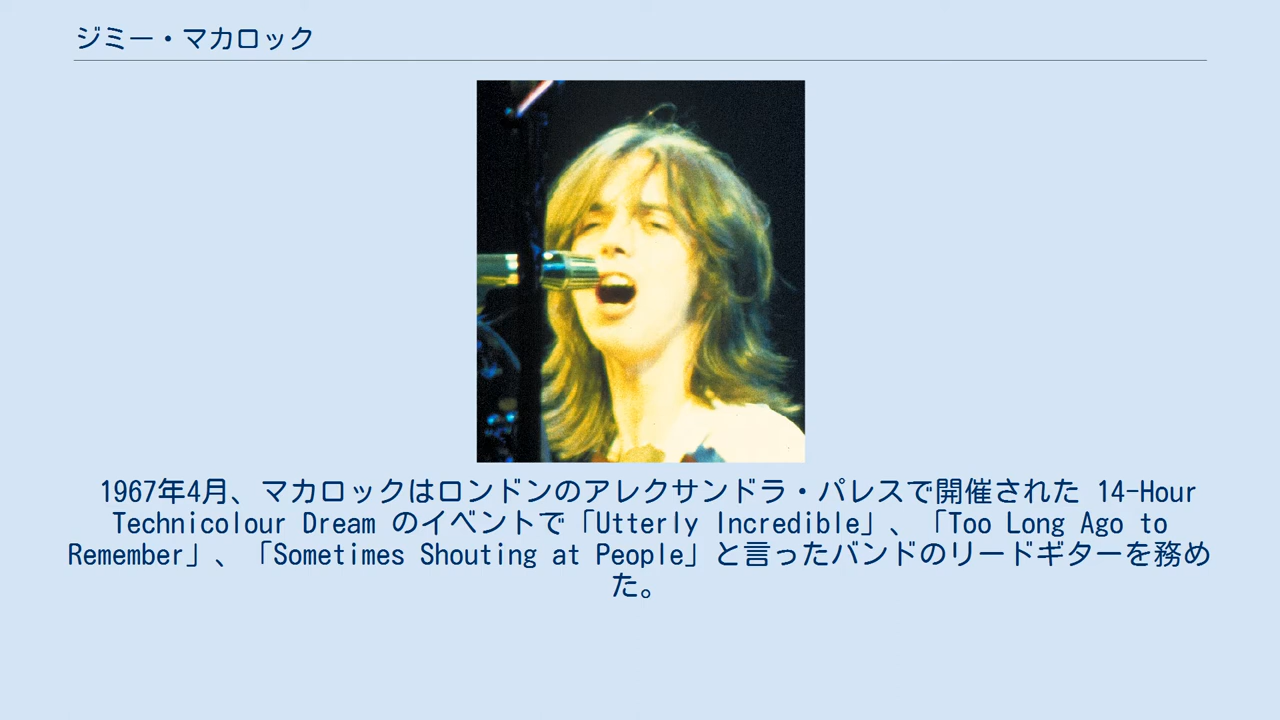 ジミー・マカロック
1967年4月、マカロックはロンドンのアレクサンドラ・パレスで開催された 14-Hour
Technicolour Dream のイベントで「Utterly Incredible」、「Too Long Ago to
Remember」、「Sometimes Shouting at People」と言ったバンドのリードギターを務め
た。